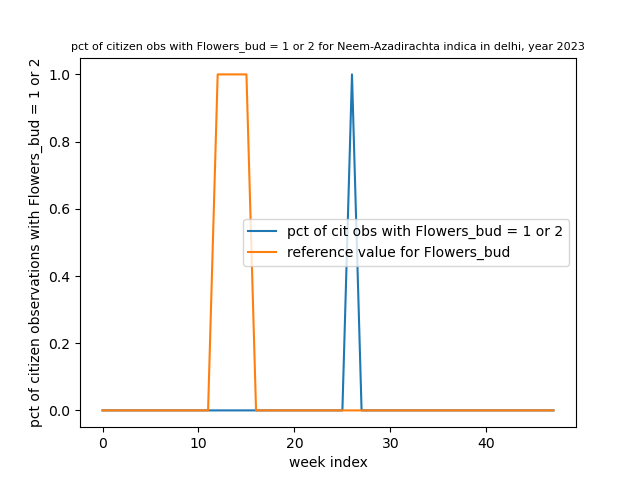 pct of citizen obs with Flowers_bud = 1 or 2 for Neem-Azadirachta indica in delhi, year 2023
pct of citizen observations with Flowers_bud = 1 or 2
1.0
0.8
0.6
0.4
0.2
0.0
pct of cit obs with Flowers_bud = 1 or 2
reference value for Flowers_bud
0 10 20 30 40
week index